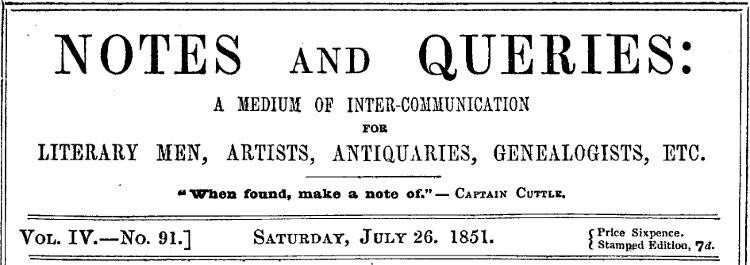 NOTES AND QUERIES:
A MEDIUM OF INTER-COMMUNICATION
FOR
LITERARY MEN, ARTISTS, ANTIQUARIES, GENEALOGISTS, ETC.
"When found, make a note of."— CAPTAIN CUTTLE.
VOL. IV.—No. 91.] SATURDAY, JULY 26. 1851. { Price Sixpence.
{ Stamped Edition, 7d.